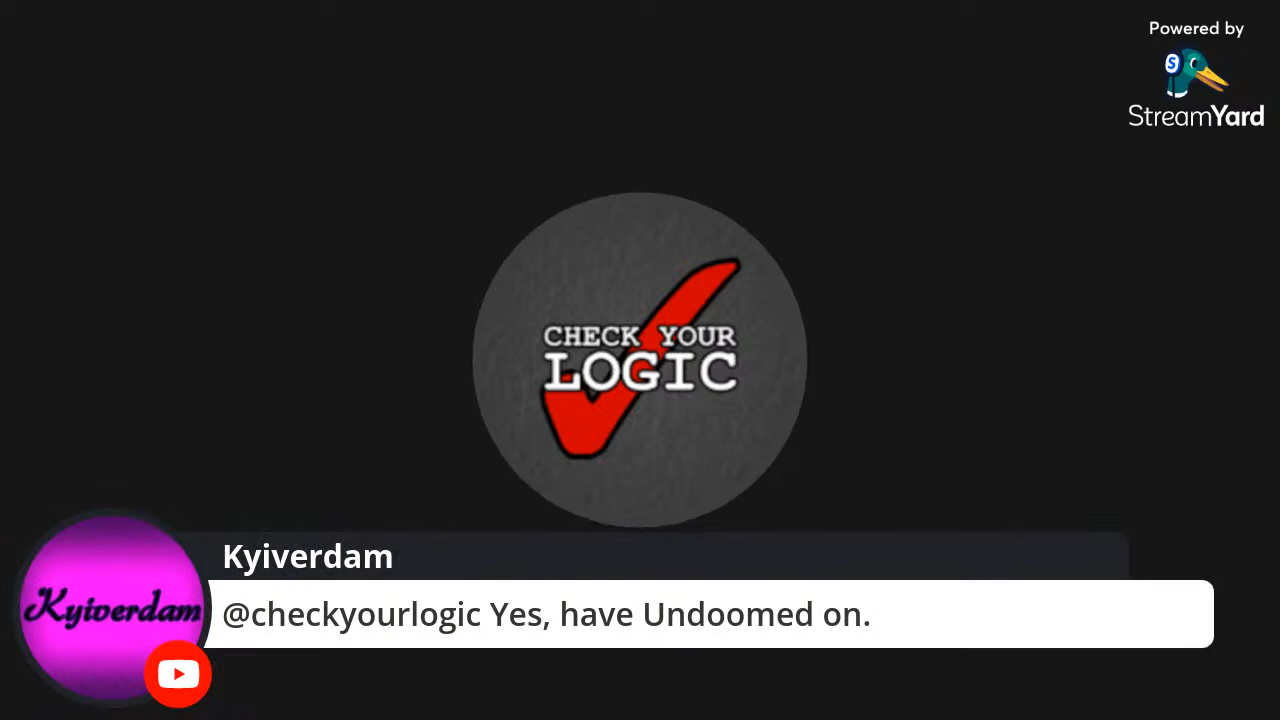 Powered by
S
StreamYard
CHECK YOUR
LOGIC
Kyiverdam
Kyiverdam
@checkyourlogic Yes, have Undoomed on.